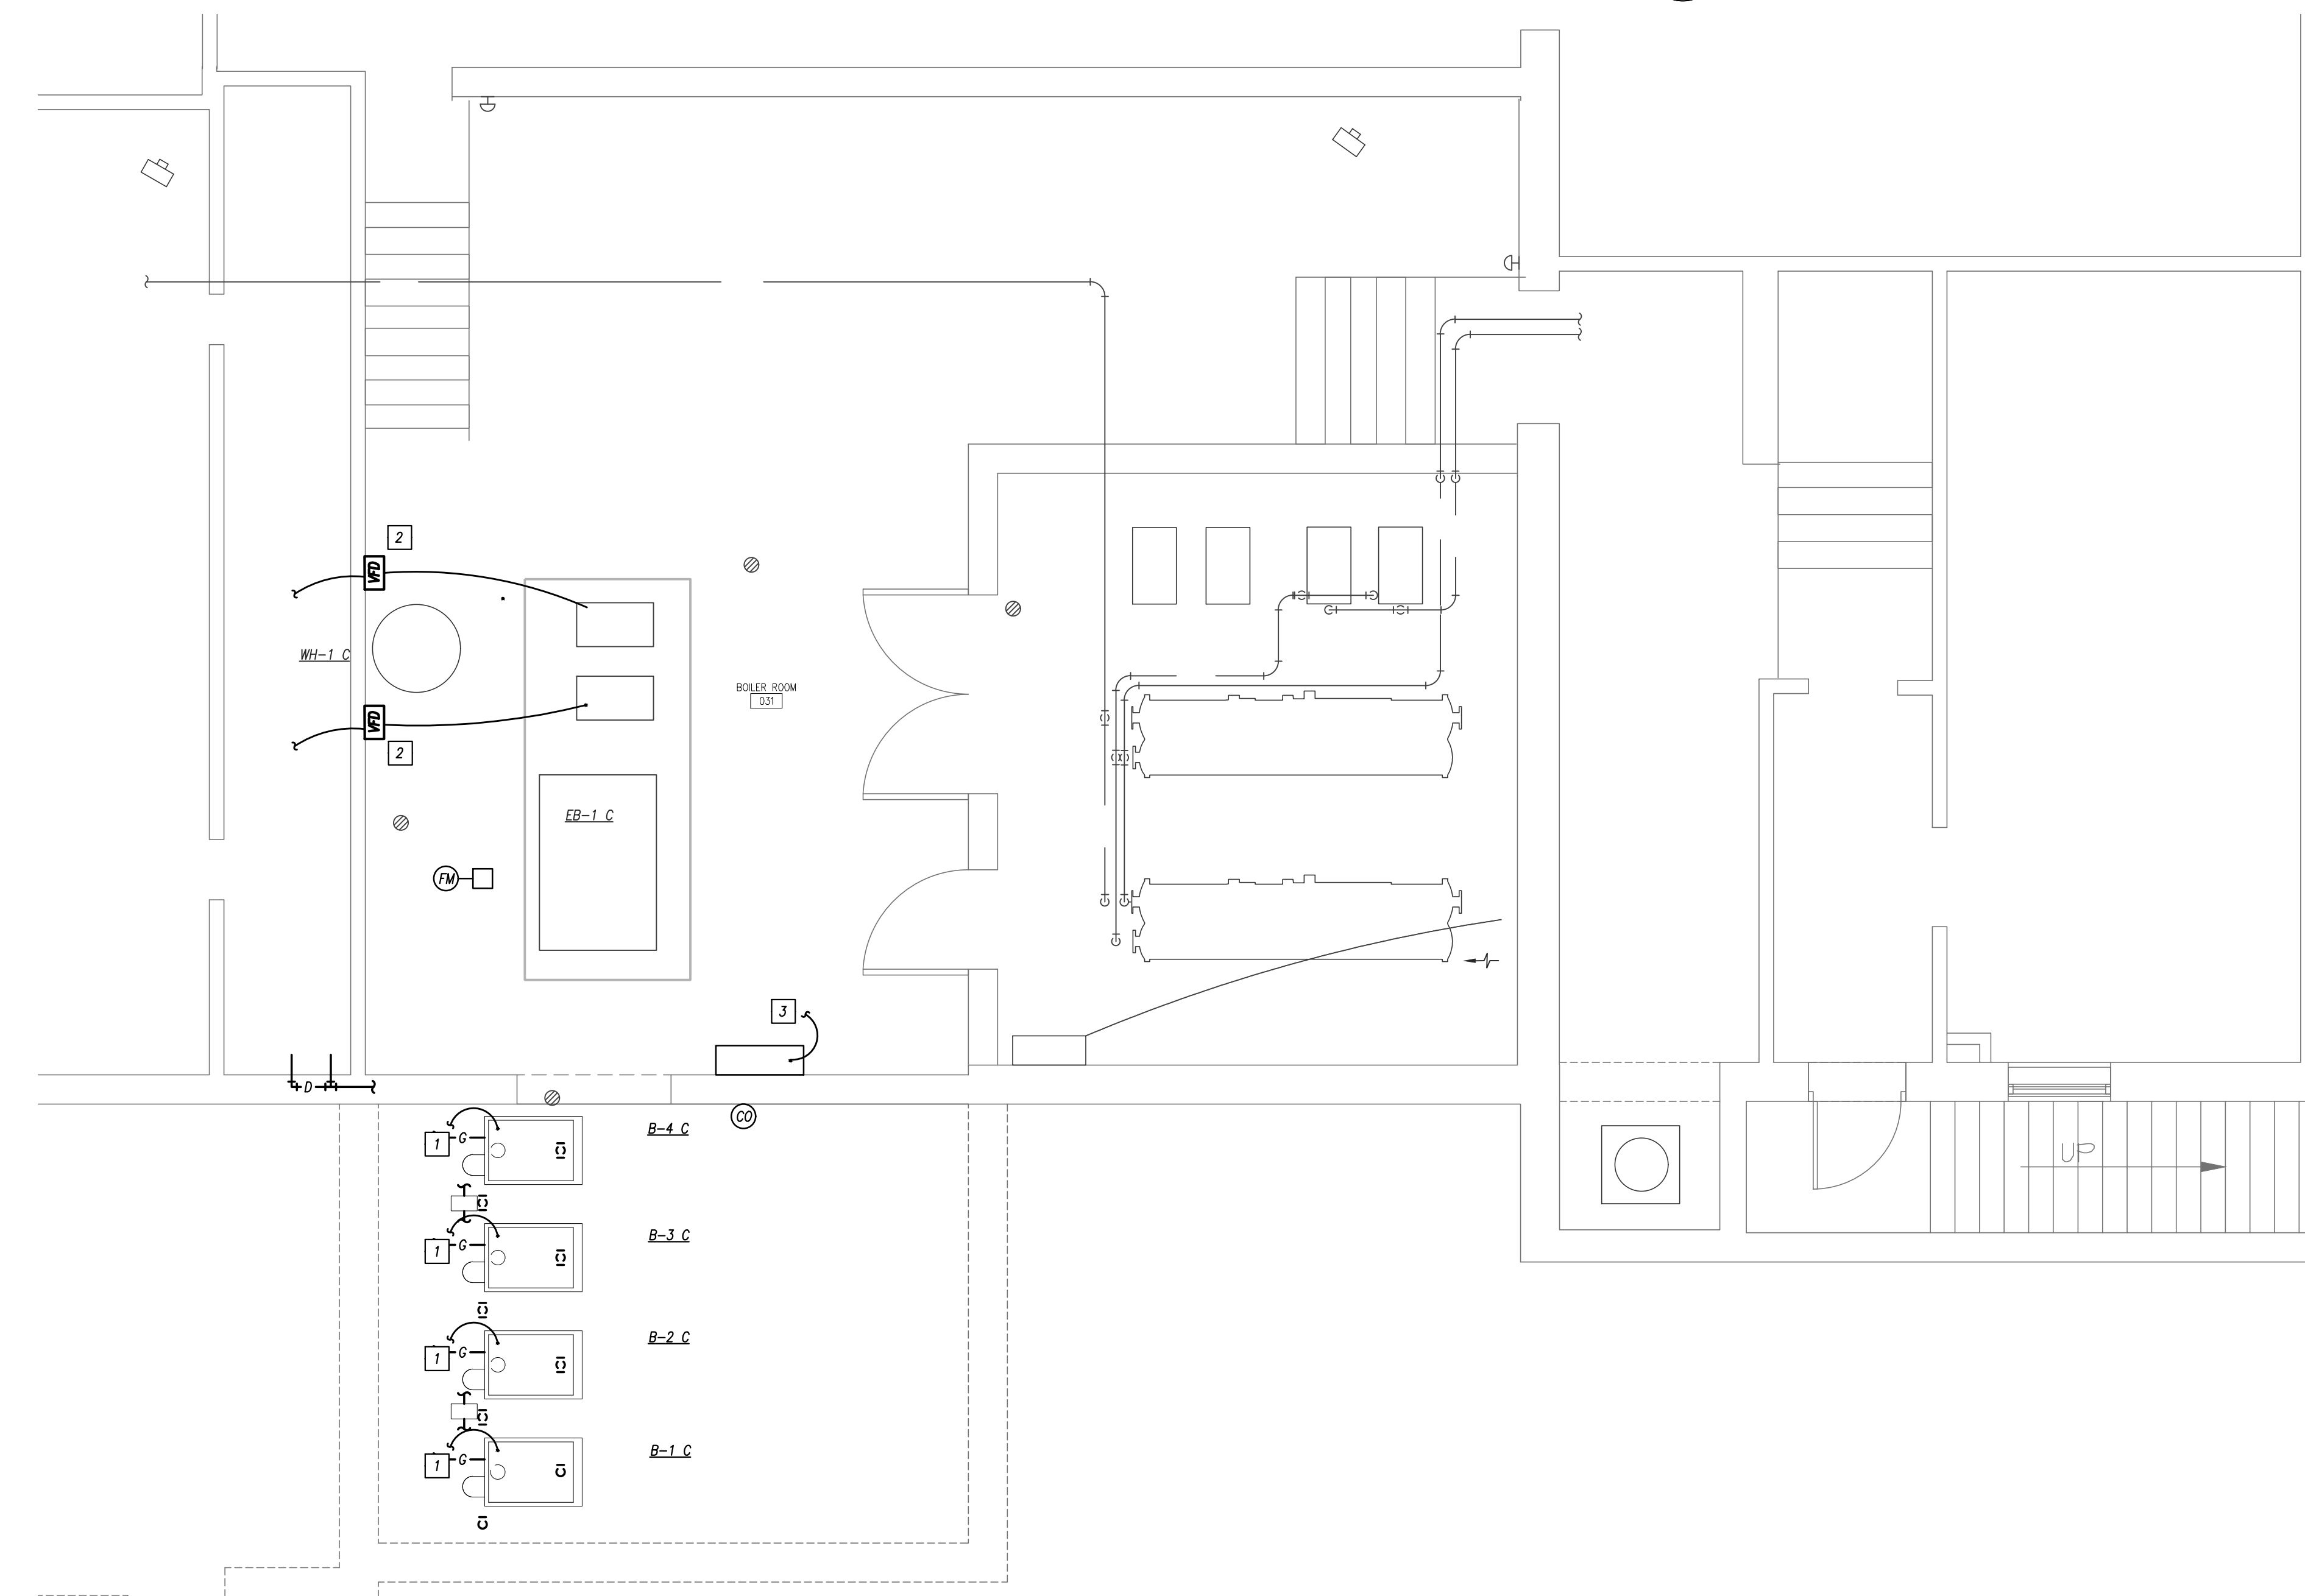 2
VFD
WH-1 C
BOILER ROOM
031
VFD
2
EB-1 C
FM
3
D
CO
UP
1
G
B-4 C
1
G
B-3 C
1
G
B-2 C
1
G
B-1 C